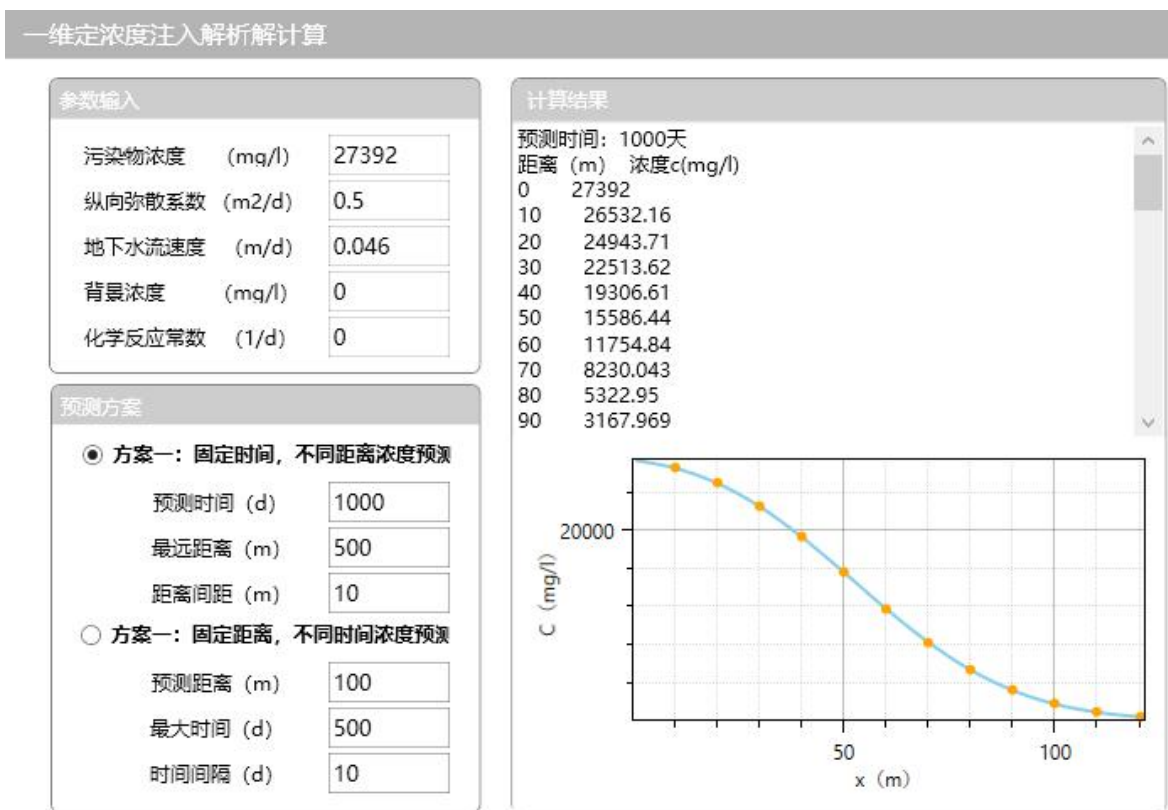 一维定浓度注入解析解计算
参数输入
污染物浓度 (mg/l) 27392
纵向弥散系数 (m2/d) 0.5
地下水流速度 (m/d) 0.046
背景浓度 (mg/l) 0
化学反应常数 (1/d) 0
预测方案
方案一：固定时间，不同距离浓度预测
预测时间 (d) 1000
最远距离 (m) 500
距离间距 (m) 10
方案一：固定距离，不同时间浓度预测
预测距离 (m) 100
最大时间 (d) 500
时间间隔 (d) 10
计算结果
预测时间：1000天
距离 (m) 浓度c(mg/l)
0 27392
10 26532.16
20 24943.71
30 22513.62
40 19306.61
50 15586.44
60 11754.84
70 8230.043
80 5322.95
90 3167.969
20000
C (mg/l)
50 100
x (m)